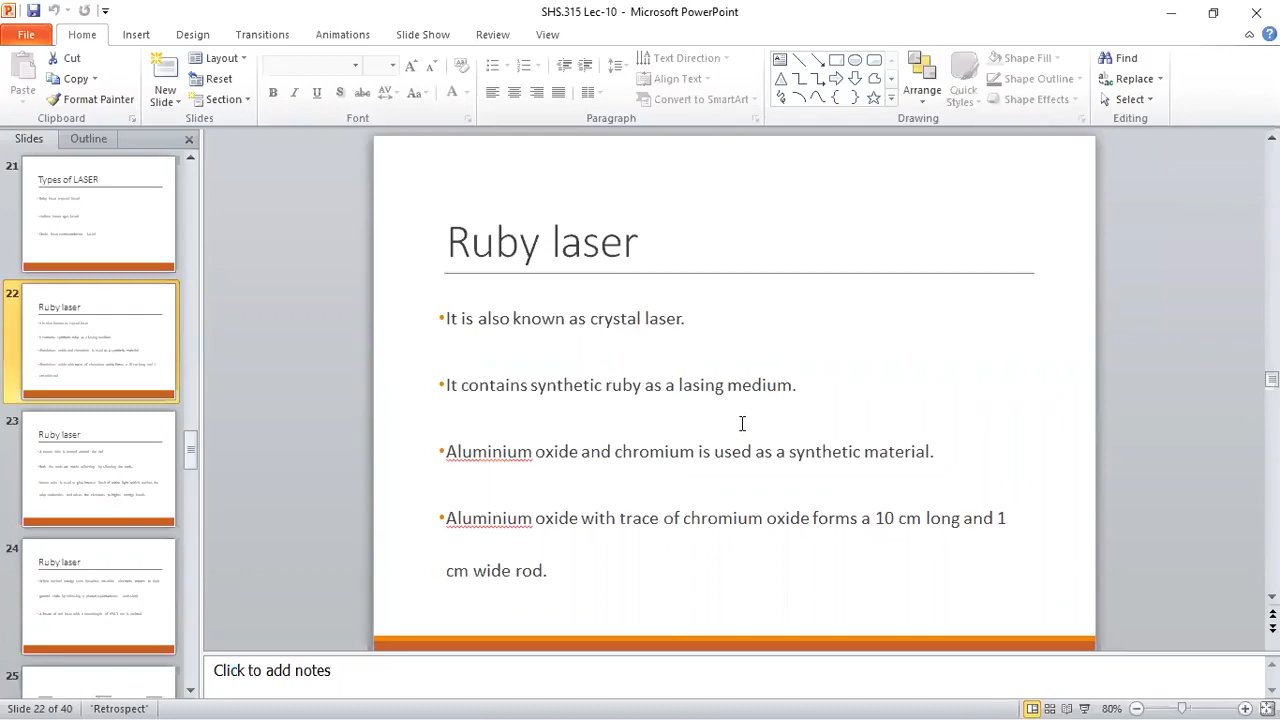 SHS.315 Lec-10 - Microsoft PowerPoint
File Home Insert Design Transitions Animations Slide Show Review View
Paste
Cut
Copy
Format Painter
Clipboard
New
Slide
Layout
Reset
Section
Slides
B I U S abc AV Aa A
Font
Text Direction
Align Text
Convert to SmartArt
Paragraph
Arrange
Quick
Styles
Shape Fill
Shape Outline
Shape Effects
Drawing
Find
Replace
Select
Editing
Slides Outline
21
Types of LASER
22
Ruby laser
23
Ruby laser
24
Ruby laser
25
Ruby laser
•It is also known as crystal laser.
•It contains synthetic ruby as a lasing medium.
•Aluminium oxide and chromium is used as a synthetic material.
•Aluminium oxide with trace of chromium oxide forms a 10 cm long and 1
cm wide rod.
Click to add notes
Slide 22 of 40 "Retrospect" 80%